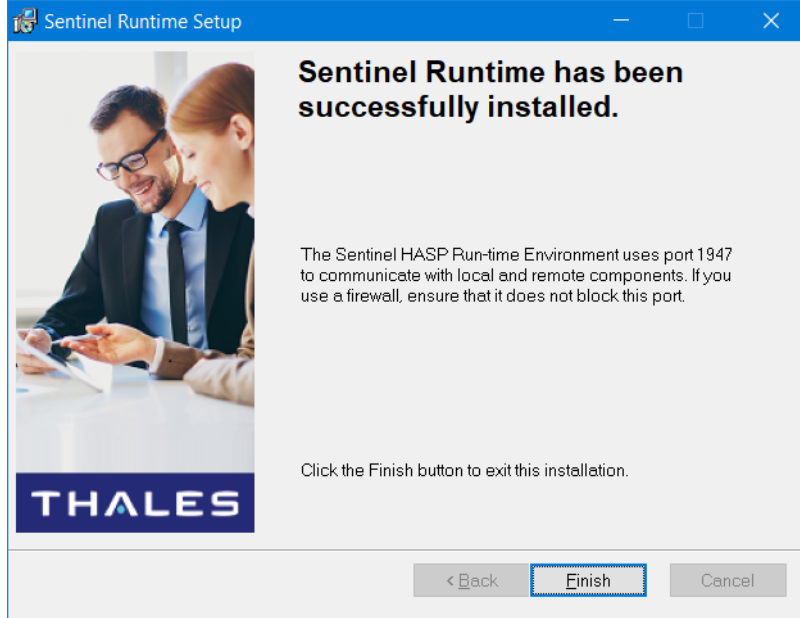 Sentinel Runtime Setup
Sentinel Runtime has been
successfully installed.
The Sentinel HASP Run-time Environment uses port 1947
to communicate with local and remote components. If you
use a firewall, ensure that it does not block this port.
Click the Finish button to exit this installation.
THALES
< Back
Finish
Cancel